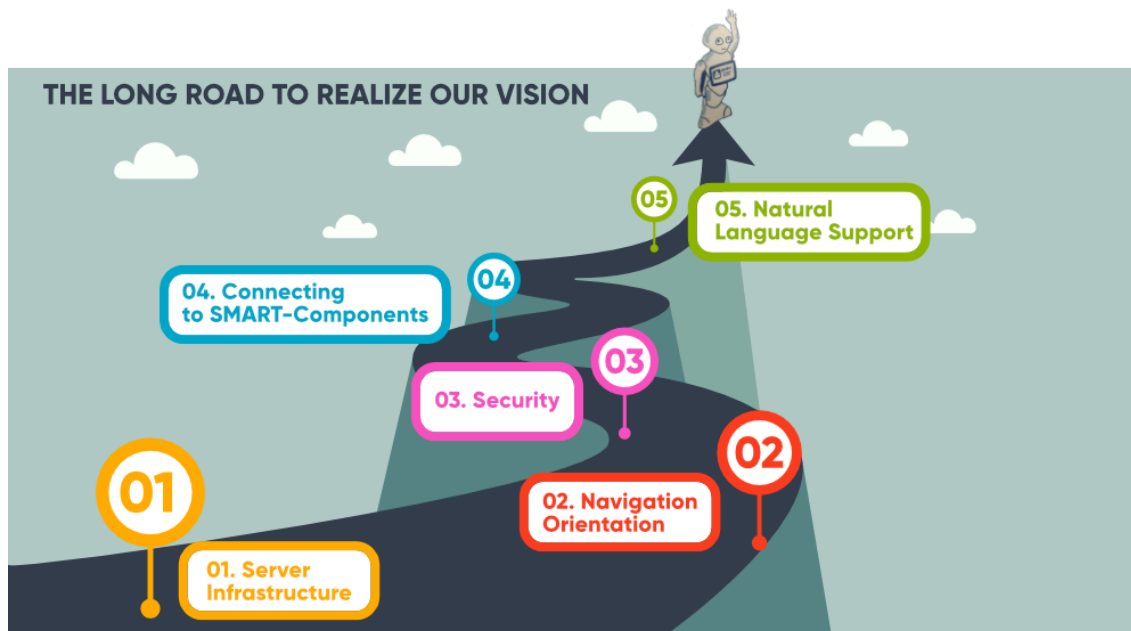 THE LONG ROAD TO REALIZE OUR VISION
05
05. Natural
Language Support
04
04. Connecting
to SMART-Components
03
03. Security
02
02. Navigation
Orientation
01
01. Server
Infrastructure